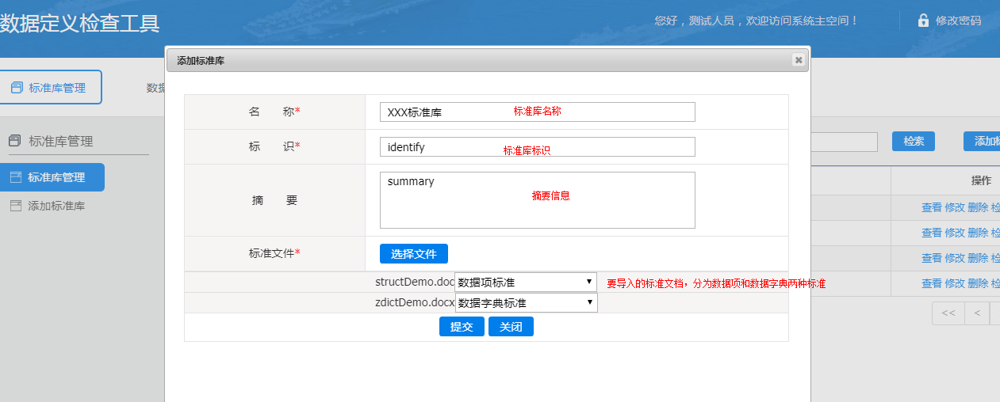 数据定义检查工具
您好，测试人员，欢迎访问系统主空间！
修改密码
添加标准库
标准库管理
数据
名 称*
XXX标准库
标准库名称
标准库管理
检索
添加标
标 识*
identify
标准库标识
标准库管理
操作
摘 要
summary
摘要信息
添加标准库
查看 修改 删除 检
查看 修改 删除 检
标准文件*
选择文件
查看 修改 删除 检
structDemo.doc
数据项标准
要导入的标准文档，分为数据项和数据字典两种标准
查看 修改 删除 检
zdictDemo.docx
数据字典标准
<< <
提交 关闭